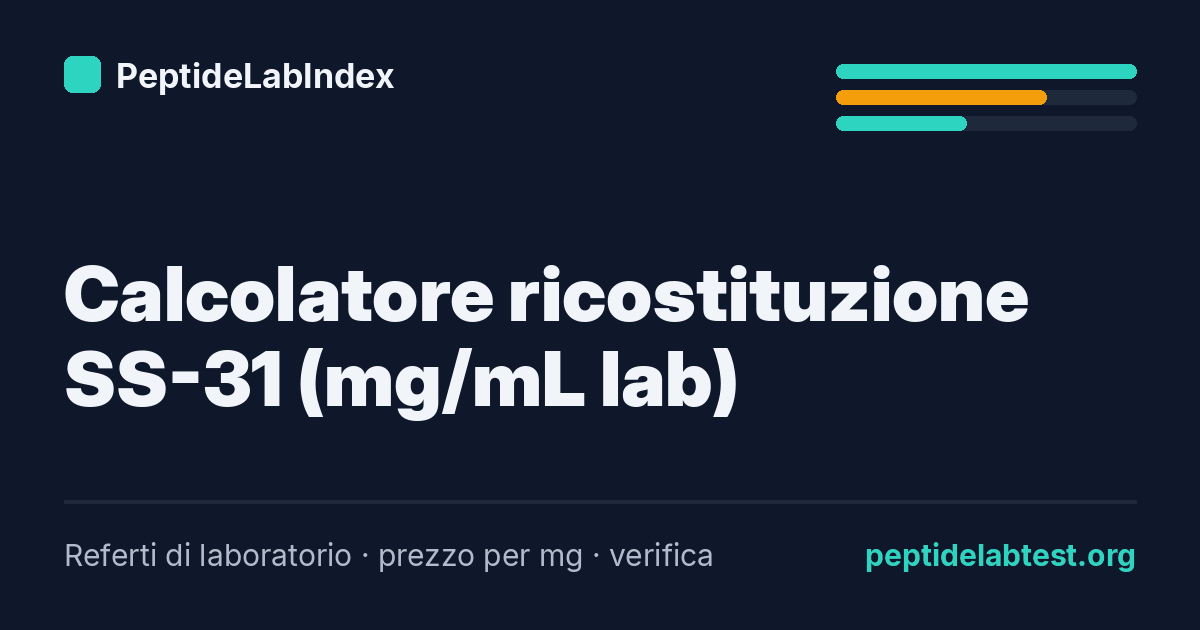 PeptideLabIndex
Calcolatore ricostituzione
SS-31 (mg/mL lab)
Referti di laboratorio · prezzo per mg · verifica
peptidelabtest.org